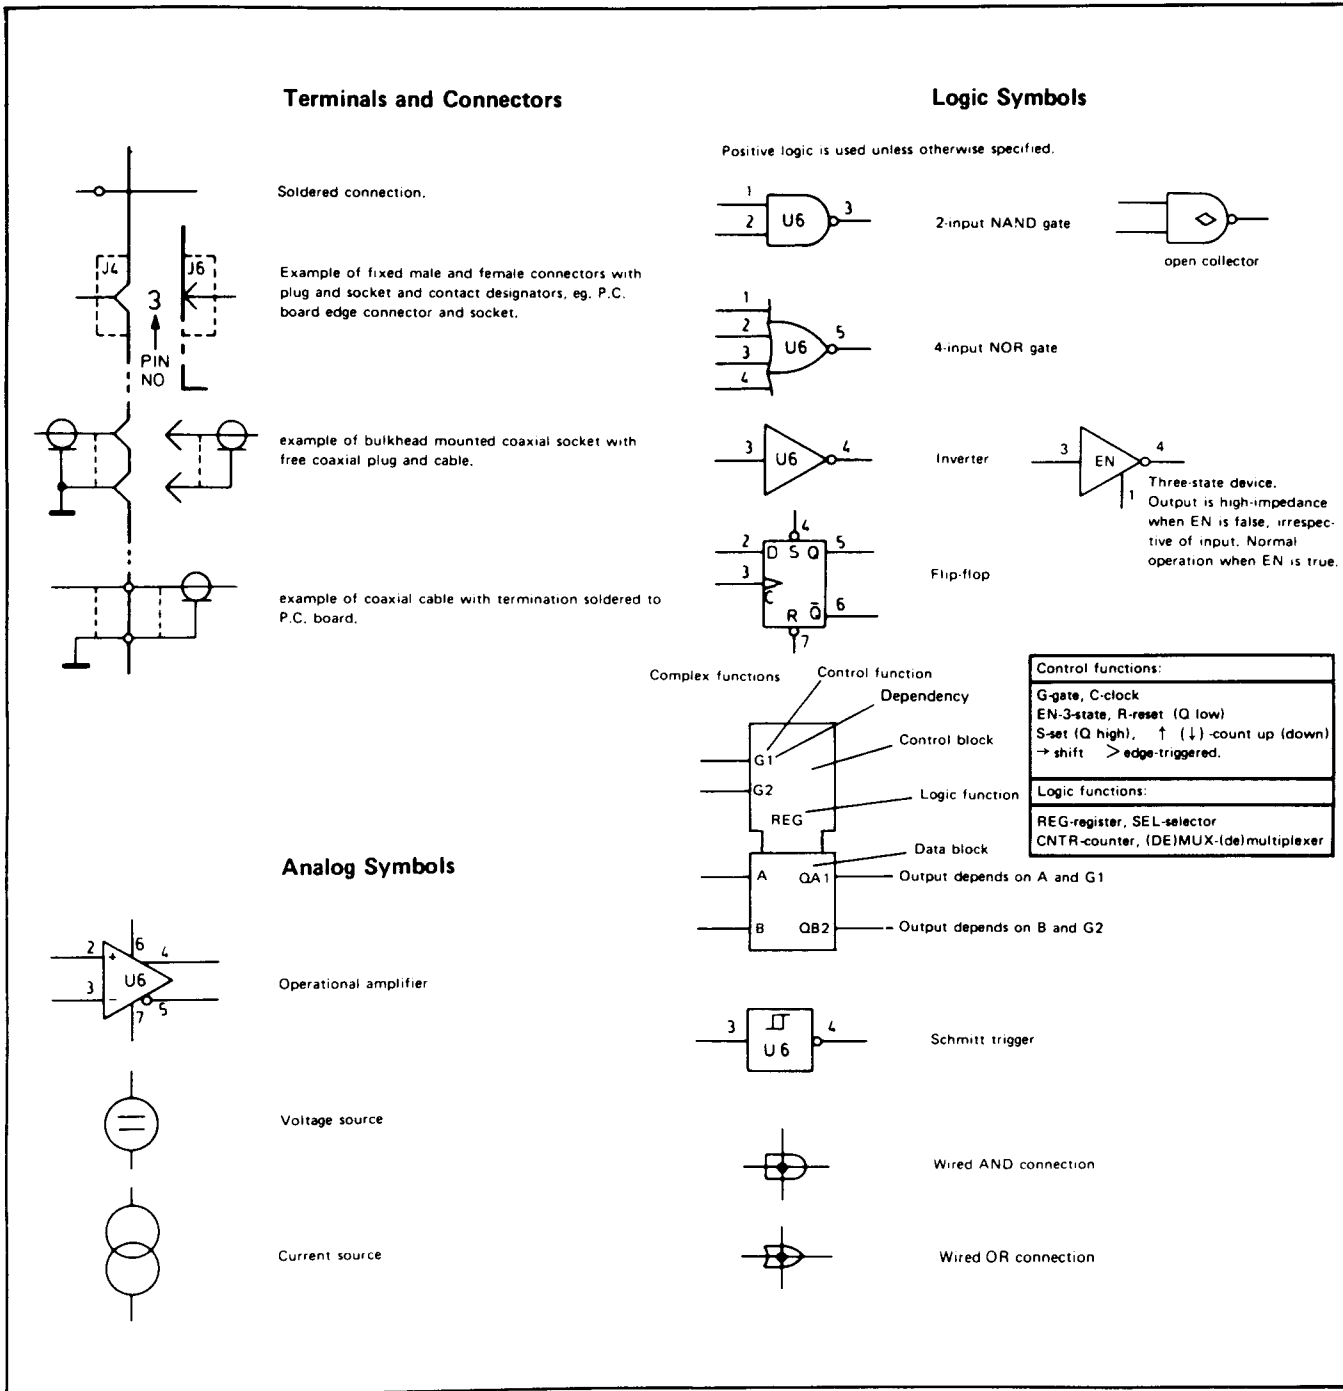 Terminals and Connectors
Soldered connection.
J4
J6
3
PIN
NO
Example of fixed male and female connectors with
plug and socket and contact designators, eg. P.C.
board edge connector and socket.
example of bulkhead mounted coaxial socket with
free coaxial plug and cable.
example of coaxial cable with termination soldered to
P.C. board.
Analog Symbols
2
3
+
-
U6
6
4
7
5
Operational amplifier
Voltage source
Current source
Logic Symbols
Positive logic is used unless otherwise specified.
1
2
U6
3
2-input NAND gate
open collector
1
2
3
4
U6
5
4-input NOR gate
3
U6
4
Inverter
3
EN
4
1
Three-state device.
Output is high-impedance
when EN is false, irrespec-
tive of input. Normal
operation when EN is true.
4
2
D S Q
5
3
C
R Q̄
6
7
Flip-flop
Complex functions
Control function
Dependency
G1
Control block
G2
Logic function
REG
Data block
A
QA1
Output depends on A and G1
B
QB2
Output depends on B and G2
Control functions:
G-gate, C-clock
EN-3-state, R-reset (Q low)
S-set (Q high), ↑ (↓) -count up (down)
→ shift > edge-triggered.
Logic functions:
REG-register, SEL-selector
CNTR-counter, (DE)MUX-(de)multiplexer
3
U6
4
Schmitt trigger
Wired AND connection
Wired OR connection